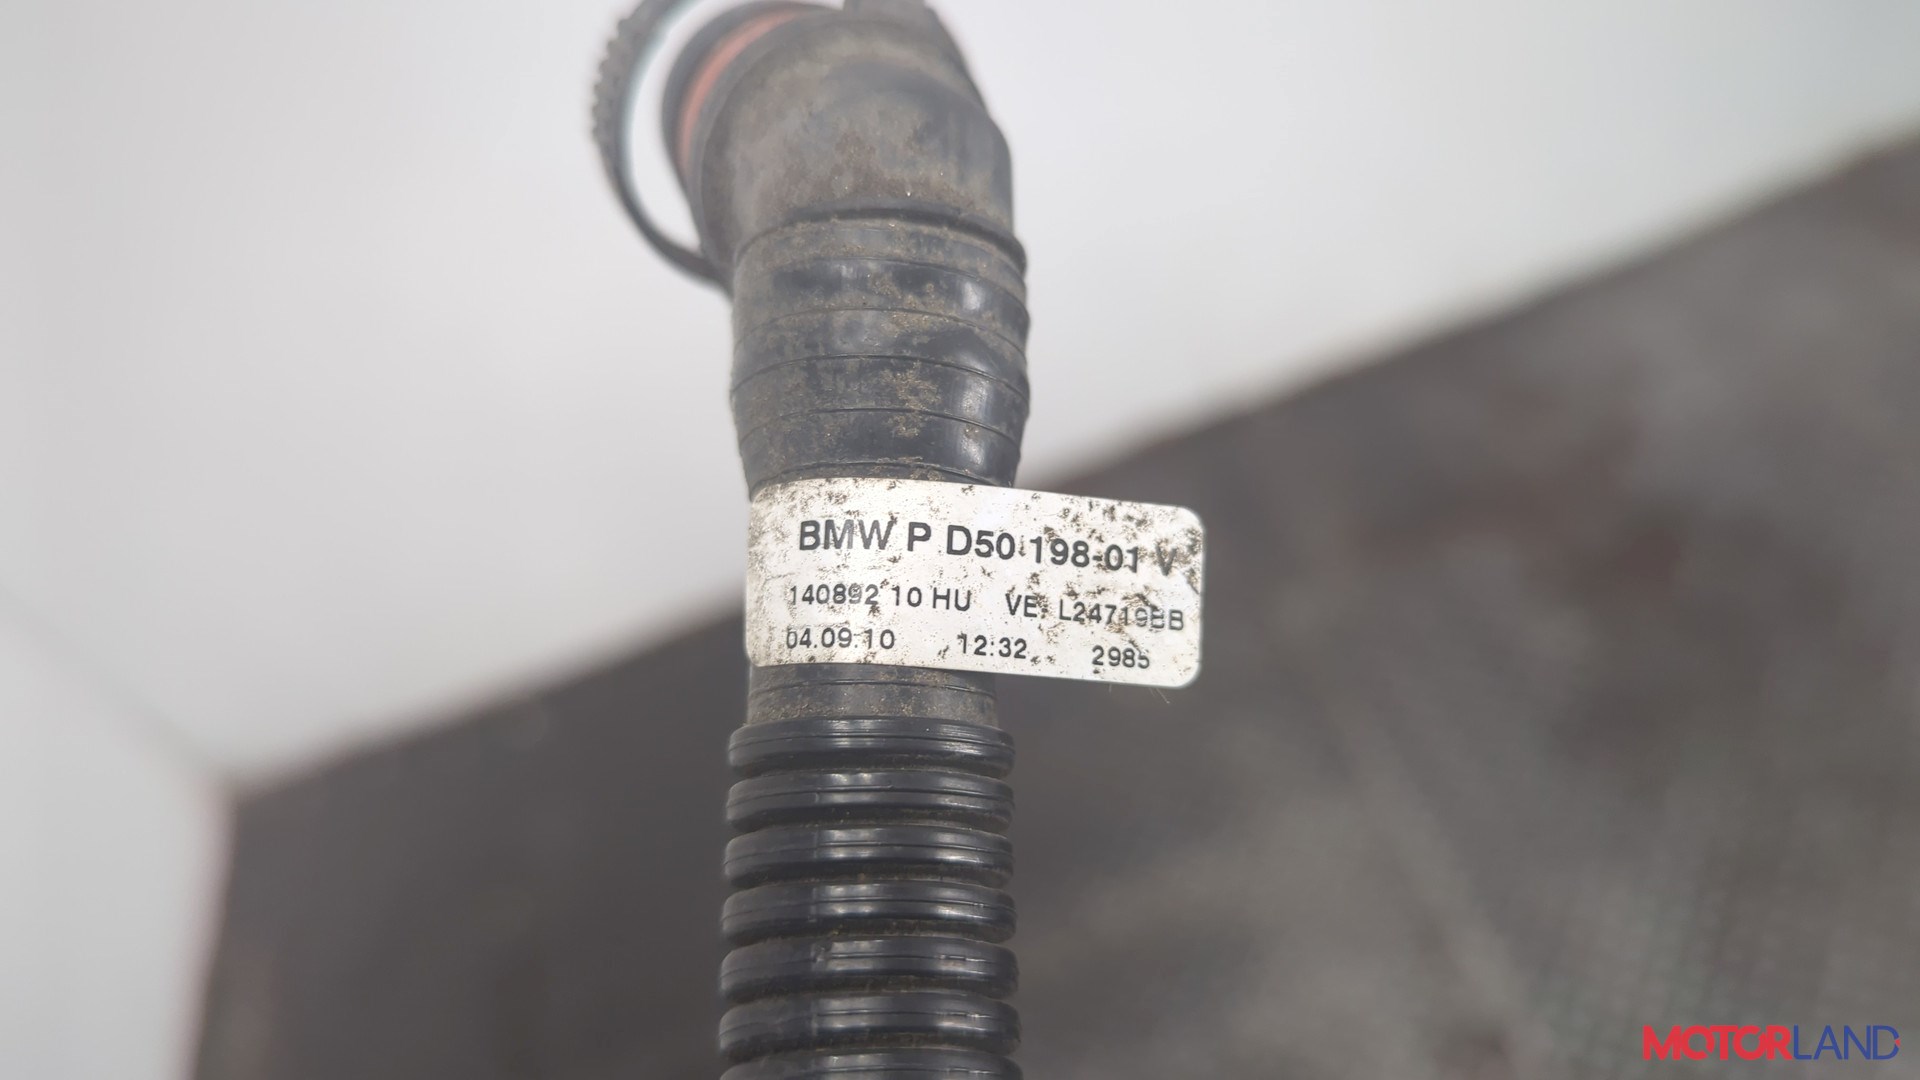 BMW P D50 198-01 V
140892 10 HU VE: L24719BB
04.09.10 12:32 2985
MOTORLAND